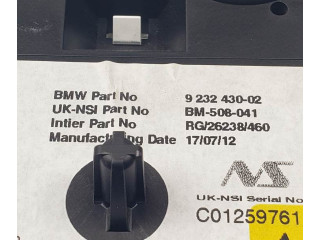 BMW Part No 9 232 430-02
UK-NSI Part No BM-508-041
Intier Part No RG/26238/460
Manufacturing Date 17/07/12
UK-NSI Serial No
C01259761